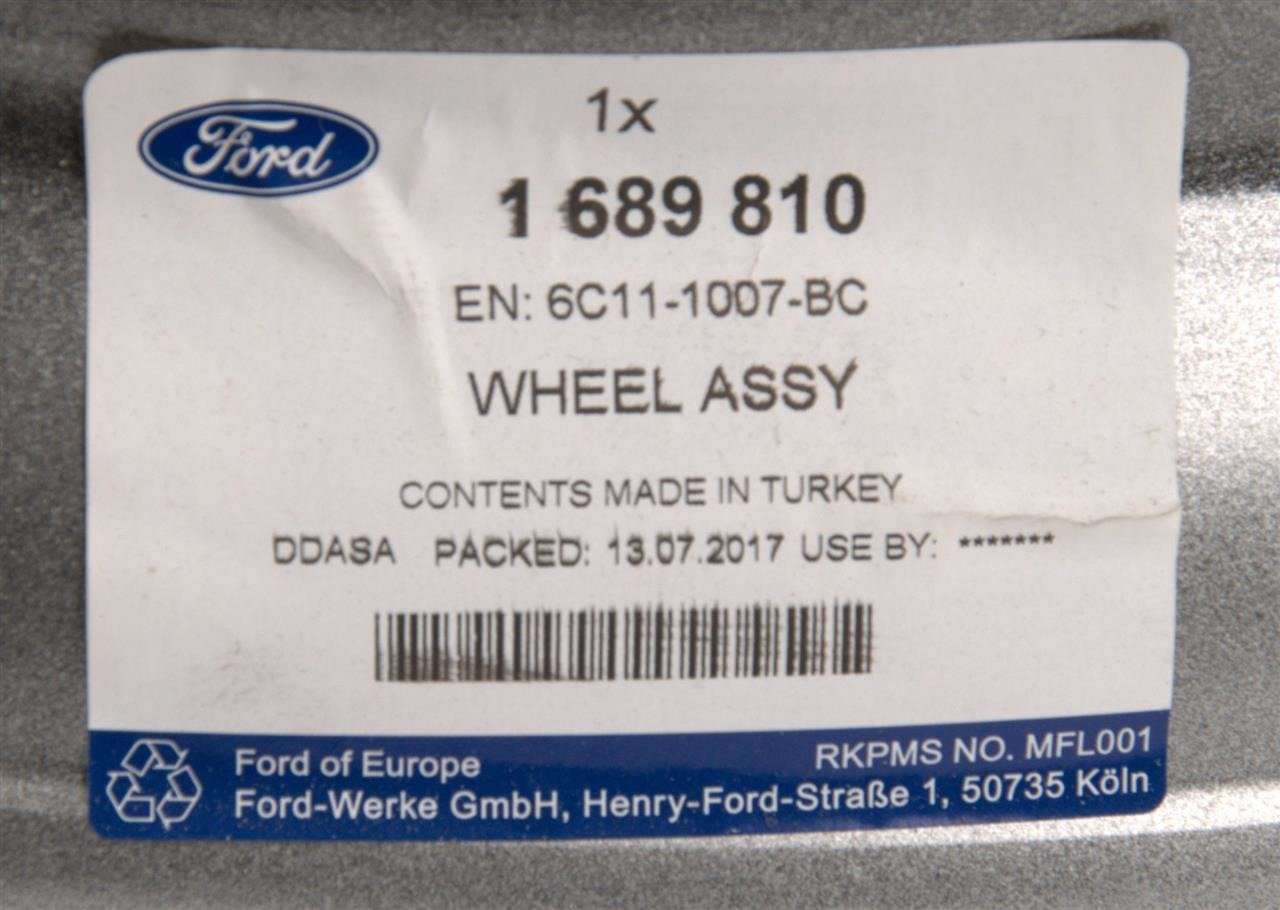 Ford
1x
1 689 810
EN: 6C11-1007-BC
WHEEL ASSY
CONTENTS MADE IN TURKEY
DDASA PACKED: 13.07.2017 USE BY: *******
Ford of Europe
RKPMS NO. MFL001
Ford-Werke GmbH, Henry-Ford-Straße 1, 50735 Köln